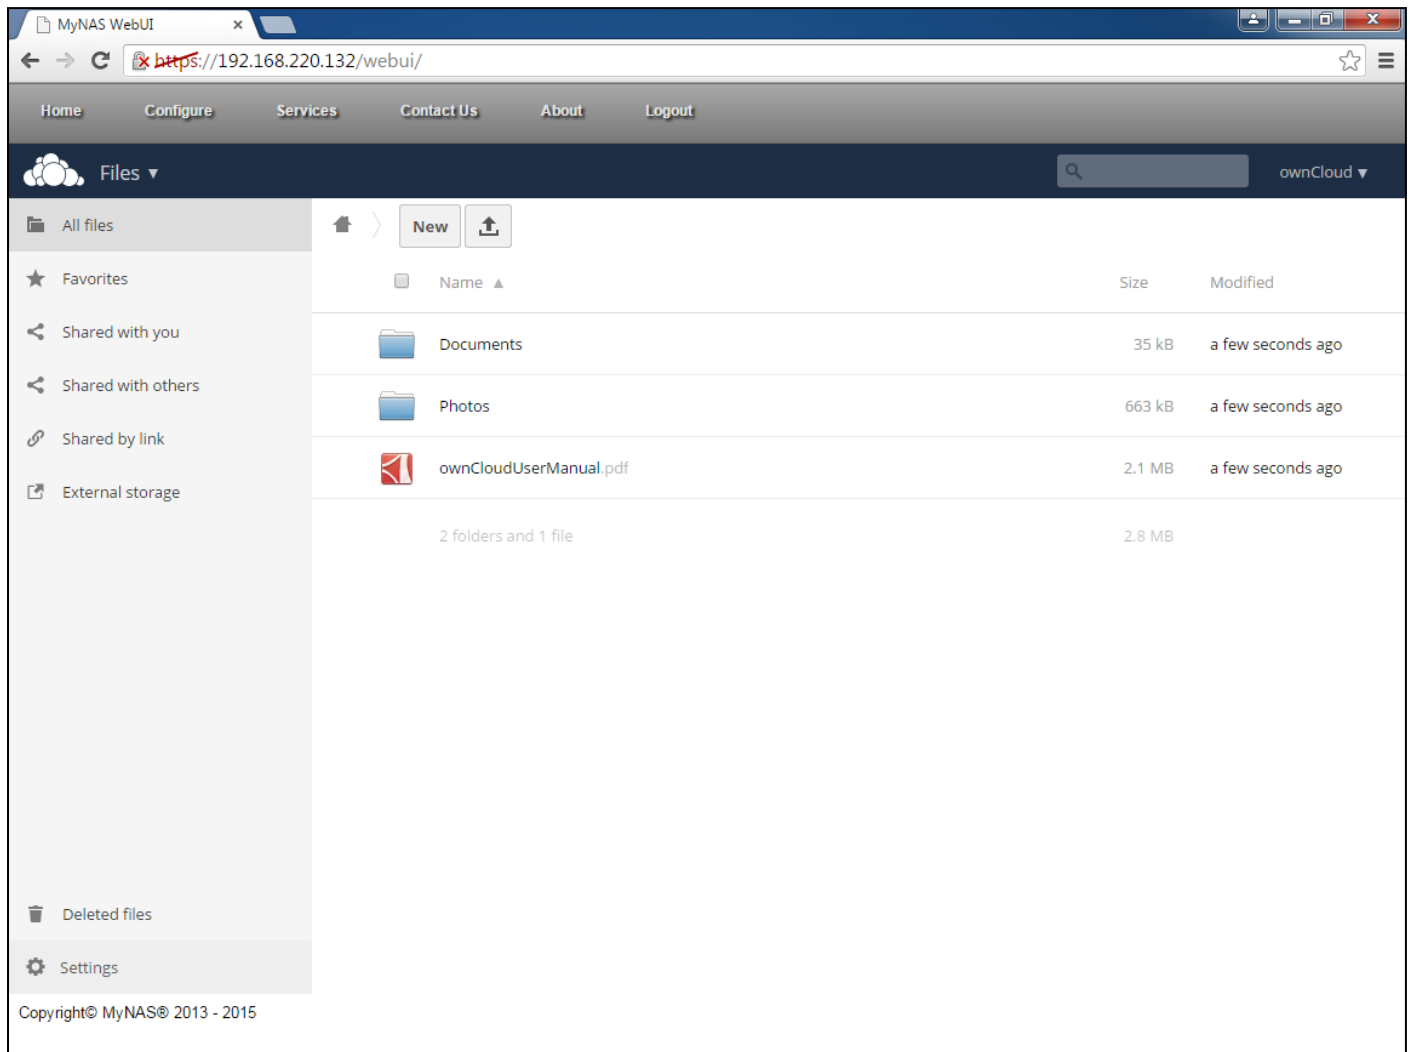 MyNAS WebUI
https://192.168.220.132/webui/
Home Configure Services Contact Us About Logout
Files ▾ ownCloud ▾
All files
Favorites
Shared with you
Shared with others
Shared by link
External storage
Deleted files
Settings
New
Name ▲ Size Modified
Documents 35 kB a few seconds ago
Photos 663 kB a few seconds ago
ownCloudUserManual.pdf 2.1 MB a few seconds ago
2 folders and 1 file 2.8 MB
Copyright© MyNAS® 2013 - 2015